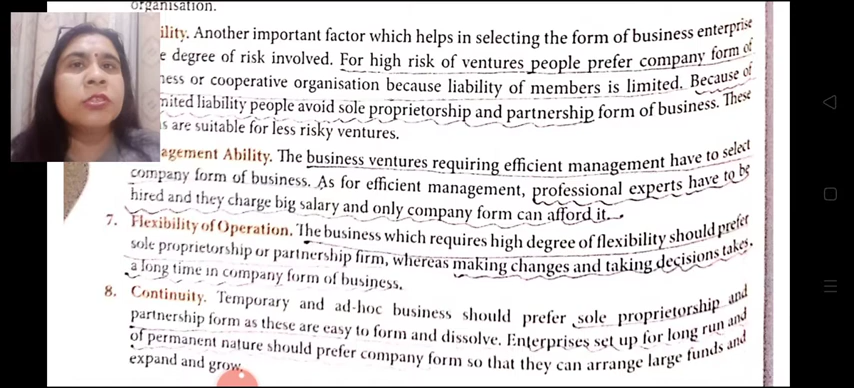 organisation.
ility. Another important factor which helps in selecting the form of business enterprise
e degree of risk involved. For high risk of ventures people prefer company form of
ness or cooperative organisation because liability of members is limited. Because of
nited liability people avoid sole proprietorship and partnership form of business. These
s are suitable for less risky ventures.
agement Ability. The business ventures requiring efficient management have to select
company form of business. As for efficient management, professional experts have to be
hired and they charge big salary and only company form can afford it.
7. Flexibility of Operation. The business which requires high degree of flexibility should prefer
sole proprietorship or partnership firm, whereas making changes and taking decisions takes
a long time in company form of business.
8. Continuity. Temporary and ad-hoc business should prefer sole proprietorship and
partnership form as these are easy to form and dissolve. Enterprises set up for long run and
of permanent nature should prefer company form so that they can arrange large funds and
expand and grow.